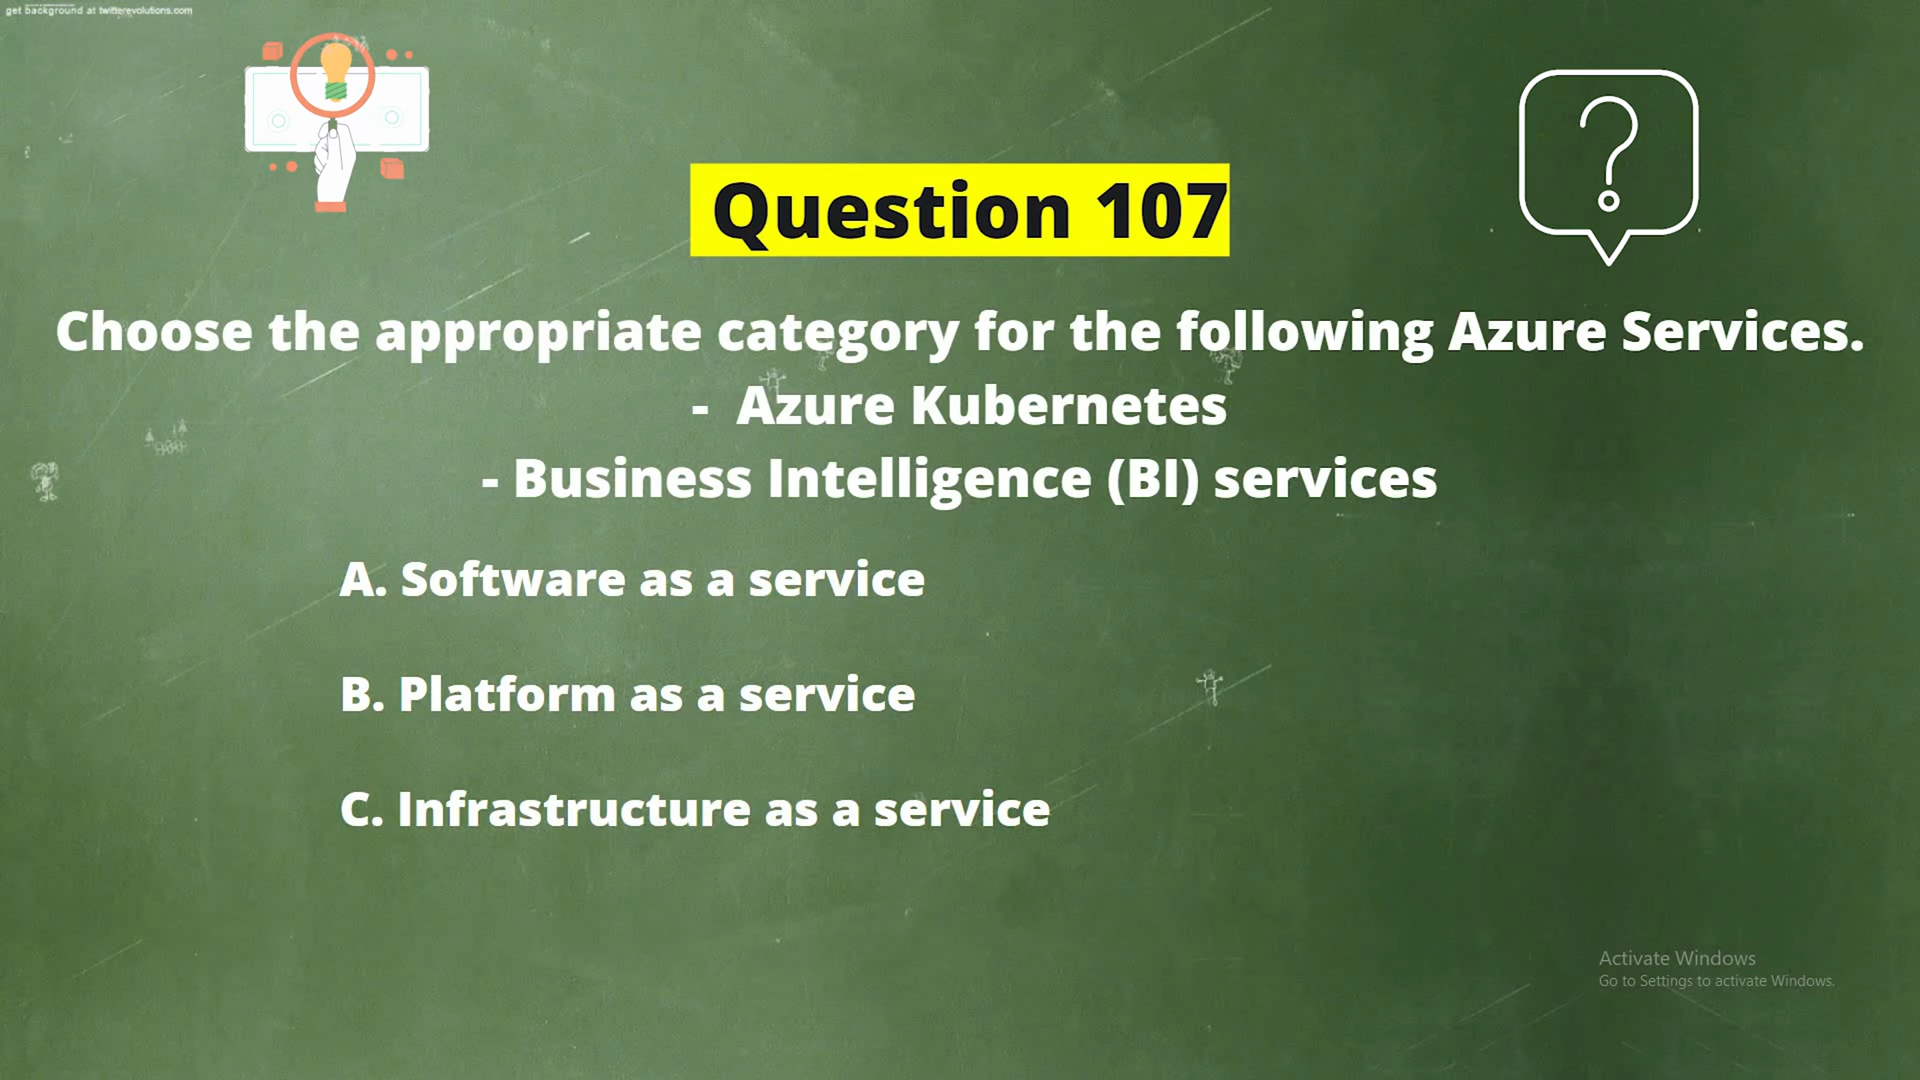 get background at twitterevolutions.com
Question 107
Choose the appropriate category for the following Azure Services.
- Azure Kubernetes
- Business Intelligence (BI) services
A. Software as a service
B. Platform as a service
C. Infrastructure as a service
Activate Windows
Go to Settings to activate Windows.